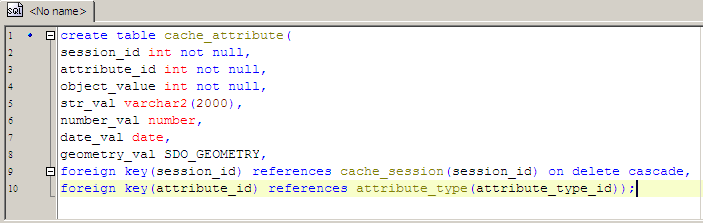 SQL <No name>
1 create table cache_attribute(
2 session_id int not null,
3 attribute_id int not null,
4 object_value int not null,
5 str_val varchar2(2000),
6 number_val number,
7 date_val date,
8 geometry_val SDO_GEOMETRY,
9 foreign key(session_id) references cache_session(session_id) on delete cascade,
10 foreign key(attribute_id) references attribute_type(attribute_type_id));